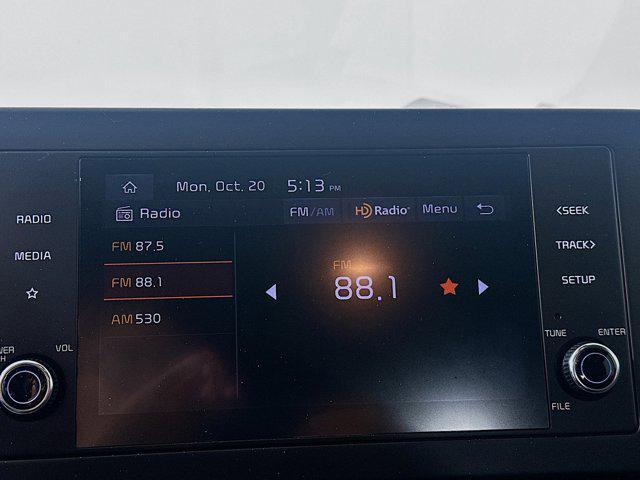 Mon, Oct. 20 5:13 PM
Radio FM/AM HD Radio Menu
RADIO
MEDIA
VOL
FM 87.5
FM 88.1
AM 530
FM
88.1
<SEEK
TRACK>
SETUP
TUNE
ENTER
FILE